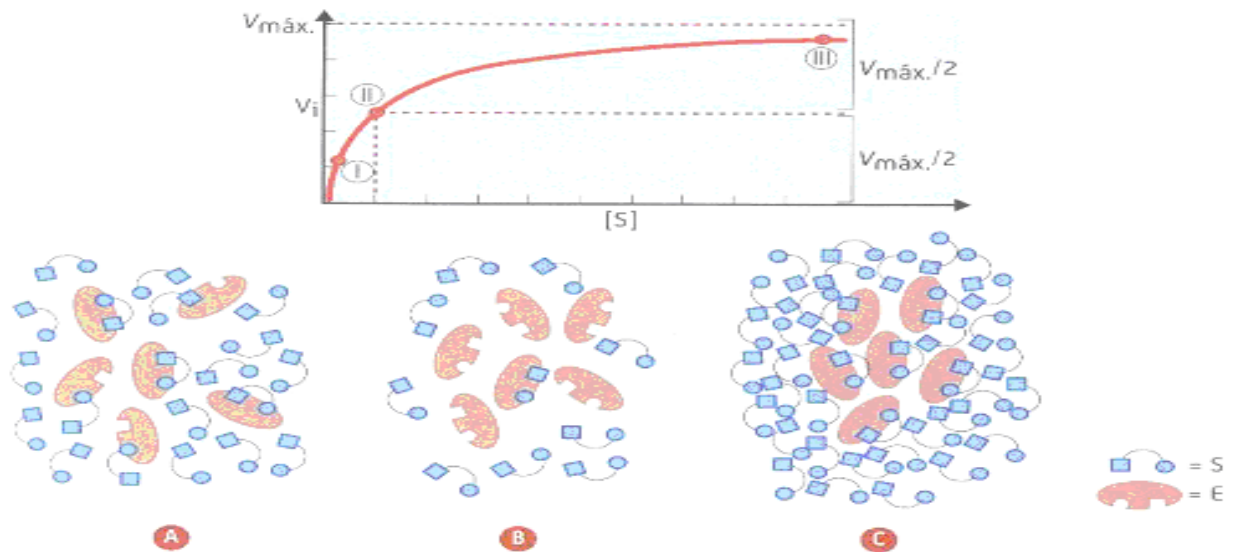 Vmáx.
Vi
II
I
III
Vmáx./2
Vmáx./2
[S]
A
B
C
= S
= E